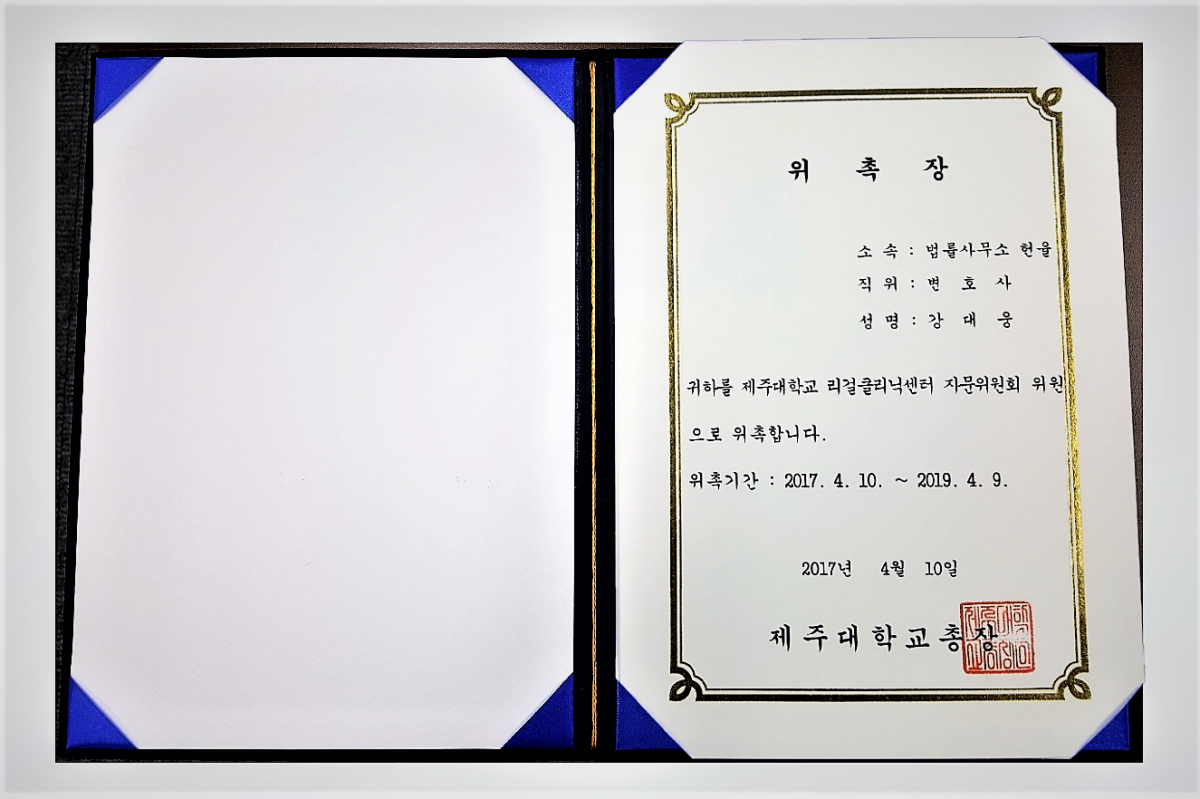 위 촉 장
소 속 : 법률사무소 헌율
직 위 : 변 호 사
성 명 : 강 대 웅
귀하를 제주대학교 리걸클리닉센터 자문위원회 위원
으로 위촉합니다.
위촉기간 : 2017. 4. 10. ~ 2019. 4. 9.
2017년 4월 10일
제주대학교총장